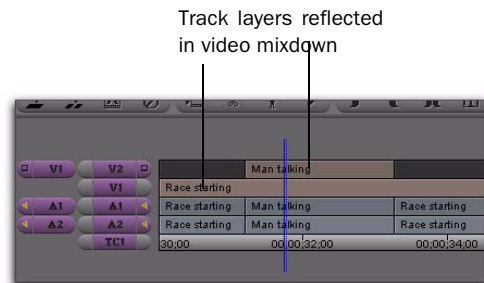 Track layers reflected
in video mixdown
V1 V2 Man talking
V1 Race starting
A1 A1 Race starting Man talking Race starting
A2 A2 Race starting Man talking Race starting
TC1 30;00 00;00;32;00 00;00;34;00